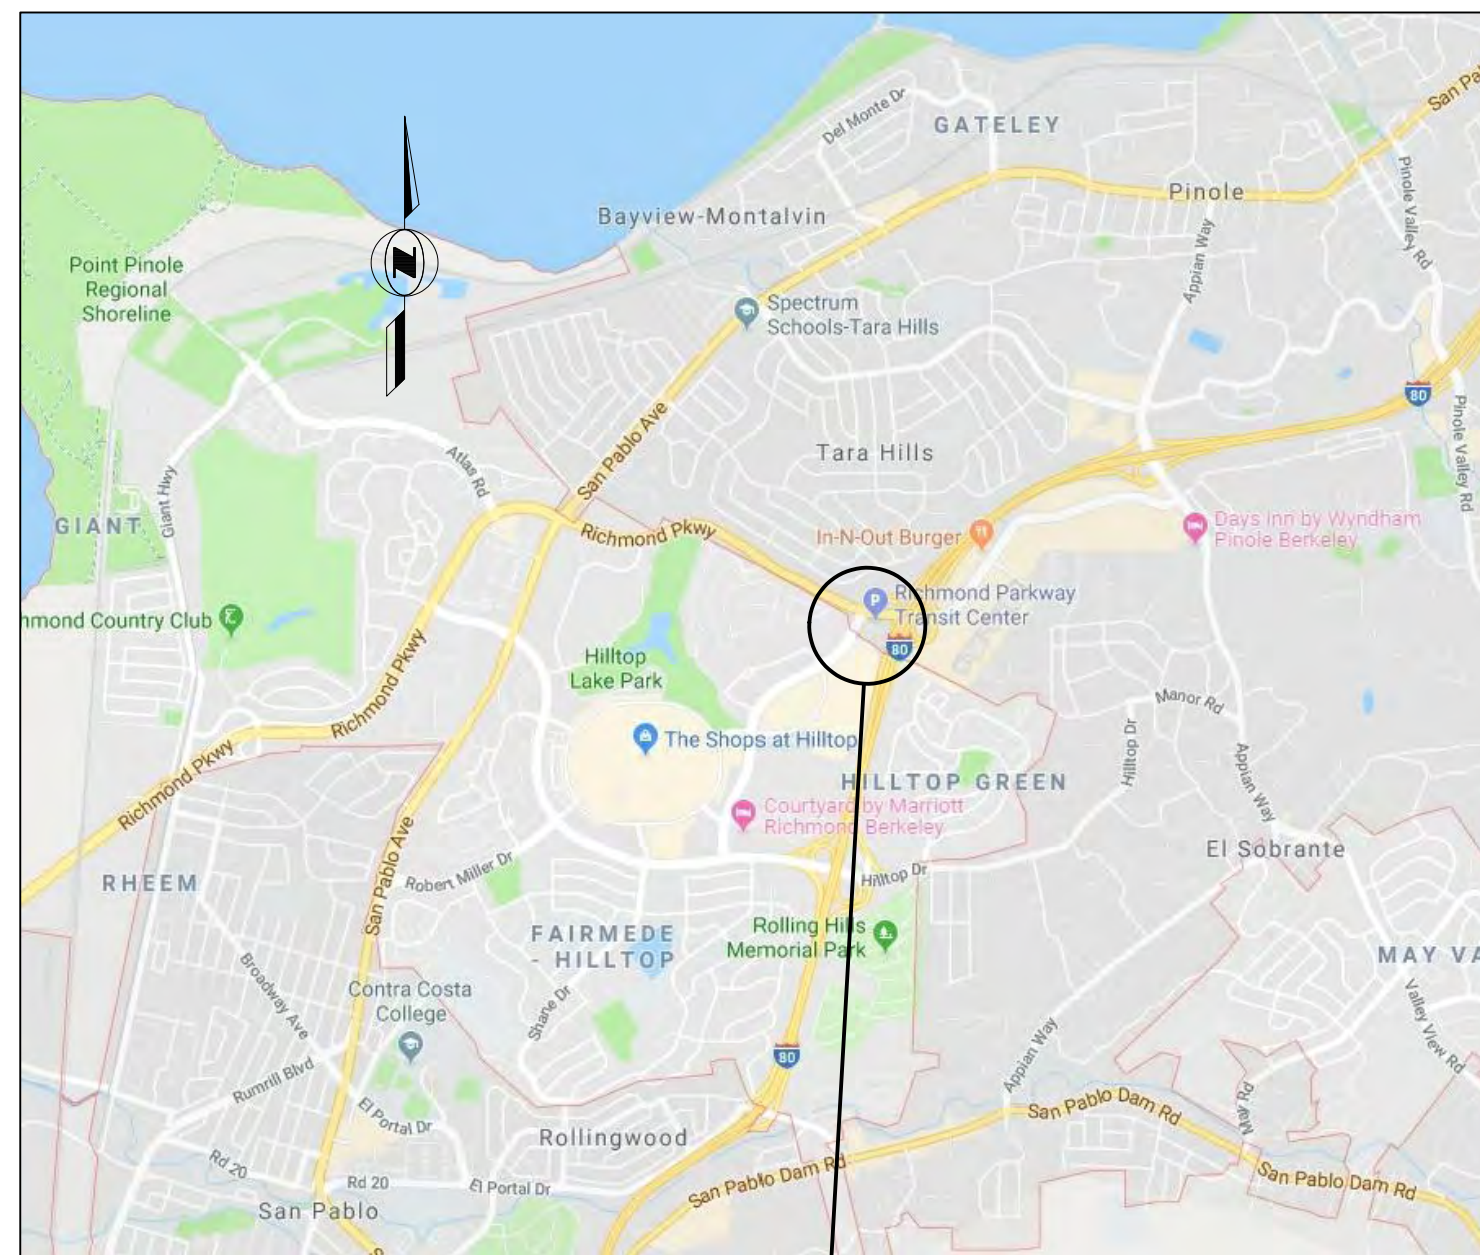 San Pa
Del Monte Dr
GATELEY
Pinole
Pinole Valley Rd
Bayview-Montalvin
Appian Way
Point Pinole
Regional
Shoreline
N
Spectrum
Schools-Tara Hills
80
Pinole Valley Rd
San Pablo Ave
Tara Hills
Atlas Rd
Giant Hwy
GIANT
Richmond Pkwy
In-N-Out Burger
Days Inn by Wyndham
Pinole Berkeley
P
Richmond Parkway
Transit Center
80
hmond Country Club
Richmond Pkwy
Hilltop
Lake Park
Manor Rd
Hilltop Dr
Appian Way
Richmond Pkwy
The Shops at Hilltop
HILLTOP GREEN
Courtyard by Marriott
Richmond Berkeley
El Sobrante
San Pablo Ave
Robert Miller Dr
Hilltop Dr
RHEEM
FAIRMEDE
- HILLTOP
Rolling Hills
Memorial Park
MAY VA
Broadway Ave
Contra Costa
College
Shane Dr
Valley View Rd
80
Appian Way
Rumrill Blvd
El Portal Dr
San Pablo Dam Rd
May Rd
Rollingwood
Rd 20
Rd 20
El Portal Dr
San Pablo Dam Rd
San Pablo Dam Rd
San Pablo
S